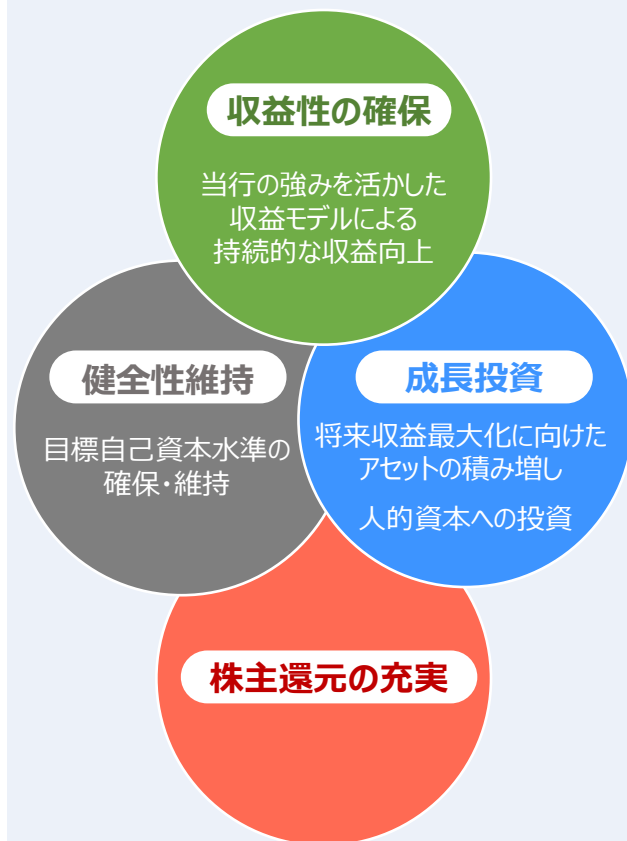 収益性の確保
当行の強みを活かした
収益モデルによる
持続的な収益向上
健全性維持
目標自己資本水準の
確保・維持
成長投資
将来収益最大化に向けた
アセットの積み増し
人的資本への投資
株主還元の充実